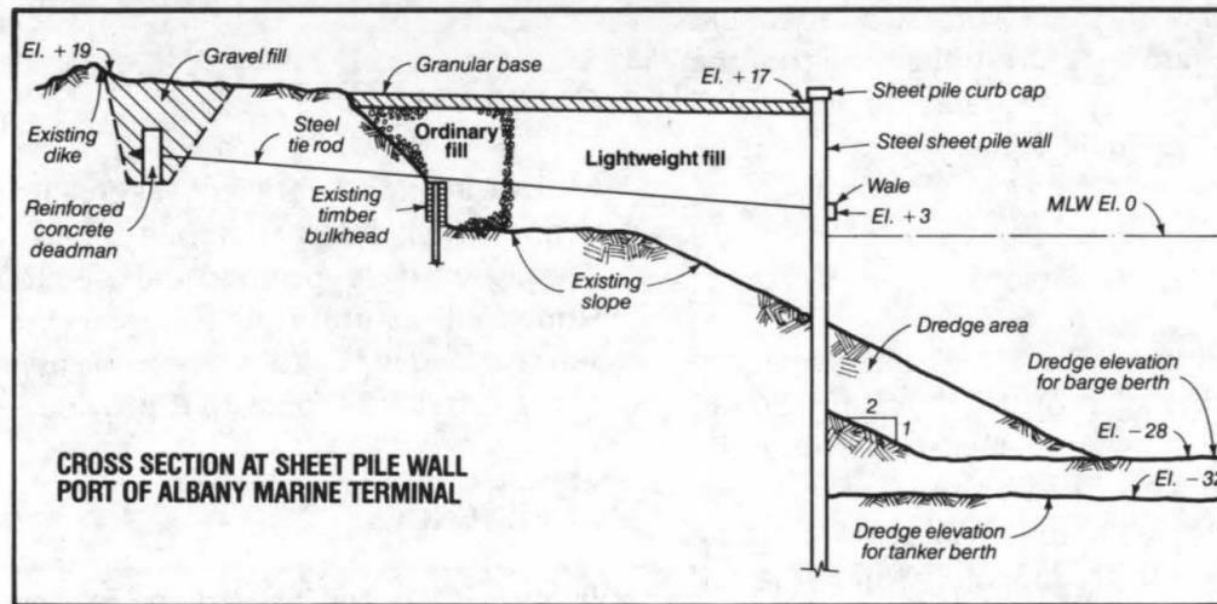 El. +19
Gravel fill
Granular base
El. +17
Sheet pile curb cap
Existing
dike
Steel
tie rod
Ordinary
fill
Lightweight fill
Steel sheet pile wall
Wale
El. +3
MLW El. 0
Reinforced
concrete
deadman
Existing
timber
bulkhead
Existing
slope
Dredge area
Dredge elevation
for barge berth
2
1
El. −28
El. −32
CROSS SECTION AT SHEET PILE WALL
PORT OF ALBANY MARINE TERMINAL
Dredge elevation
for tanker berth